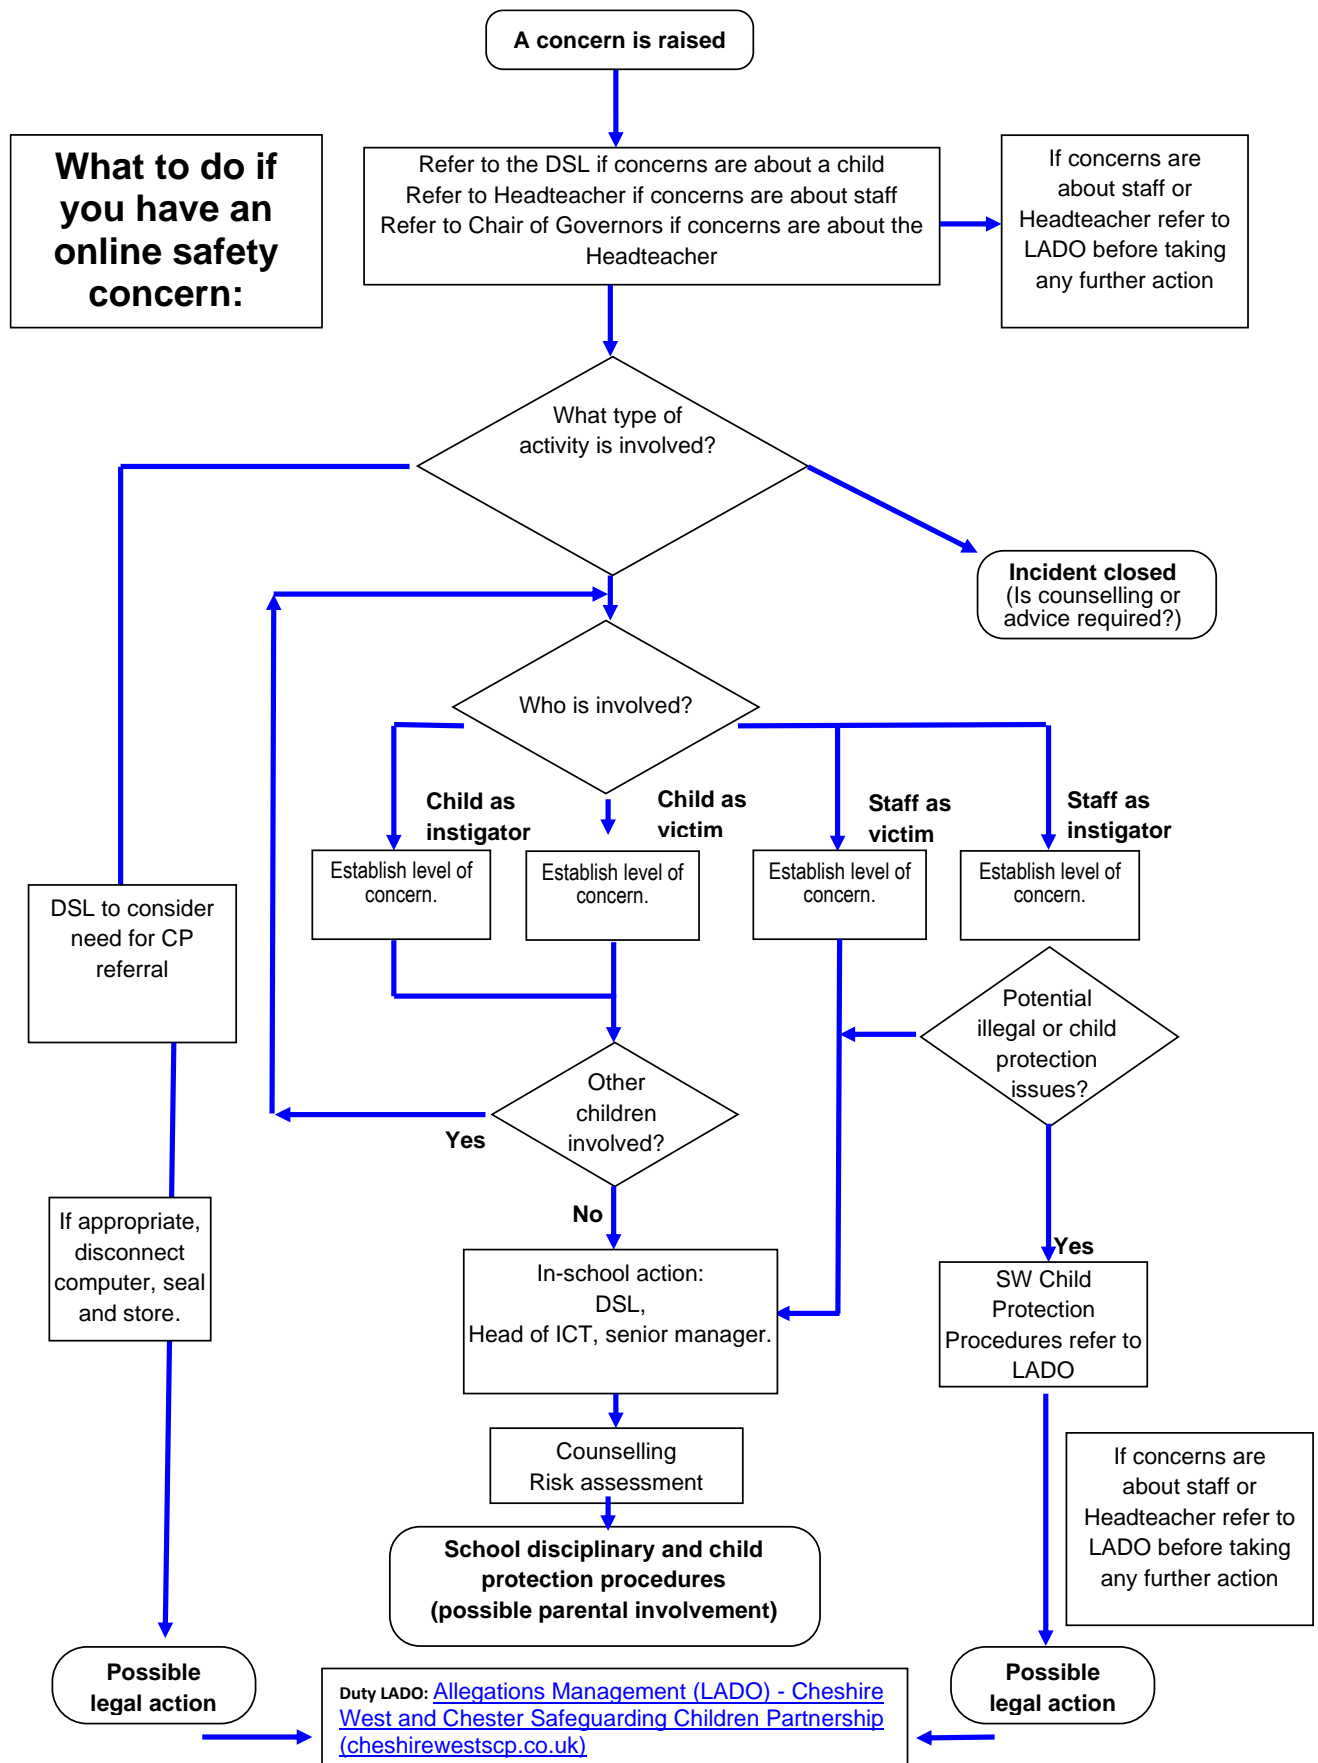 A concern is raised
What to do if
you have an
online safety
concern:
Refer to the DSL if concerns are about a child
Refer to Headteacher if concerns are about staff
Refer to Chair of Governors if concerns are about the
Headteacher
If concerns are
about staff or
Headteacher refer to
LADO before taking
any further action
What type of
activity is involved?
Incident closed
(Is counselling or
advice required?)
Who is involved?
Child as
instigator
Child as
victim
Staff as
victim
Staff as
instigator
Establish level of
concern.
Establish level of
concern.
Establish level of
concern.
Establish level of
concern.
DSL to consider
need for CP
referral
Potential
illegal or child
protection
issues?
Other
children
involved?
Yes
No
If appropriate,
disconnect
computer, seal
and store.
Yes
In-school action:
DSL,
Head of ICT, senior manager.
SW Child
Protection
Procedures refer to
LADO
Counselling
Risk assessment
If concerns are
about staff or
Headteacher refer to
LADO before taking
any further action
School disciplinary and child
protection procedures
(possible parental involvement)
Possible
legal action
Possible
legal action
Duty LADO: Allegations Management (LADO) - Cheshire
West and Chester Safeguarding Children Partnership
(cheshirewestscp.co.uk)